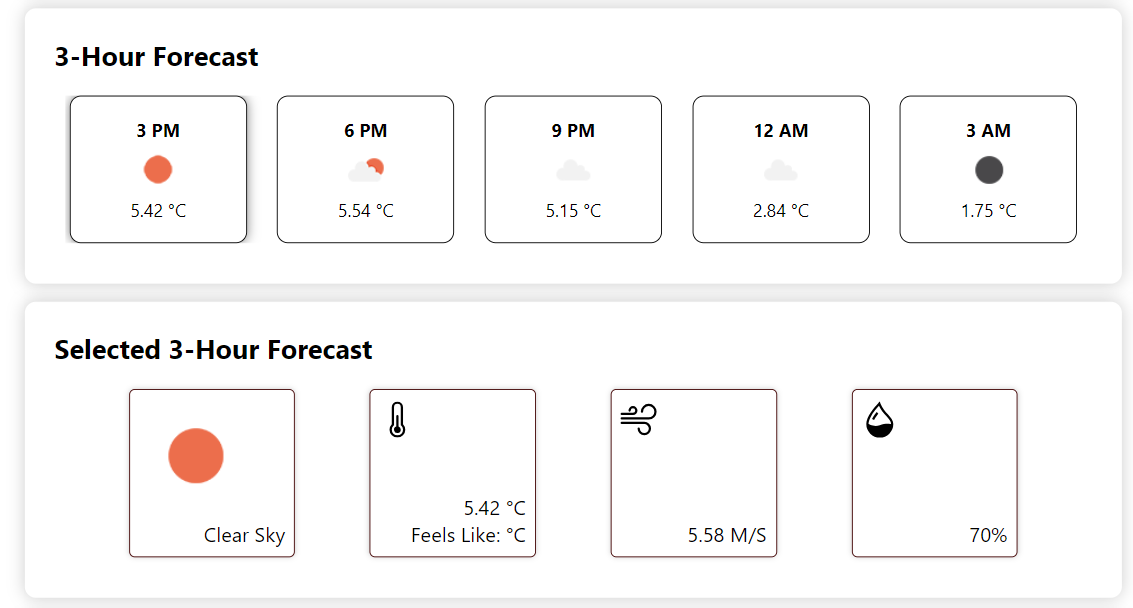 3-Hour Forecast
3 PM
5.42 °C
6 PM
5.54 °C
9 PM
5.15 °C
12 AM
2.84 °C
3 AM
1.75 °C
Selected 3-Hour Forecast
Clear Sky
5.42 °C
Feels Like: °C
5.58 M/S
70%